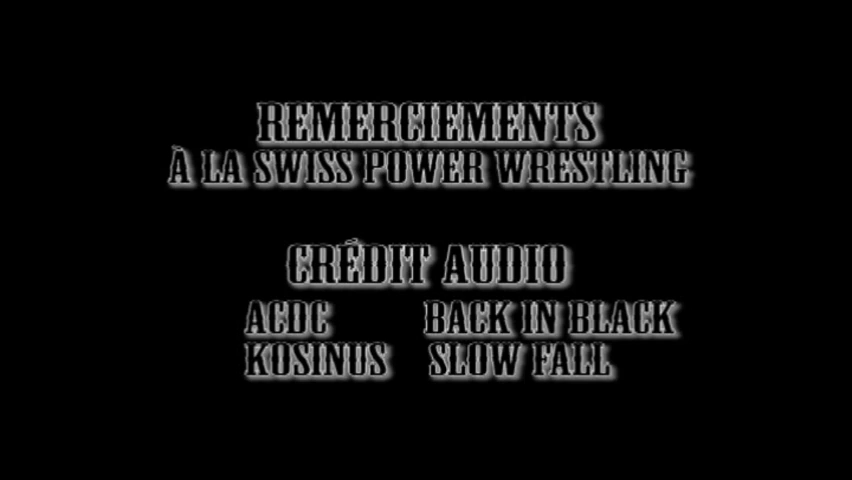 REMERCIEMENTS
À LA SWISS POWER WRESTLING
CRÉDIT AUDIO
ACDC BACK IN BLACK
KOSINUS SLOW FALL